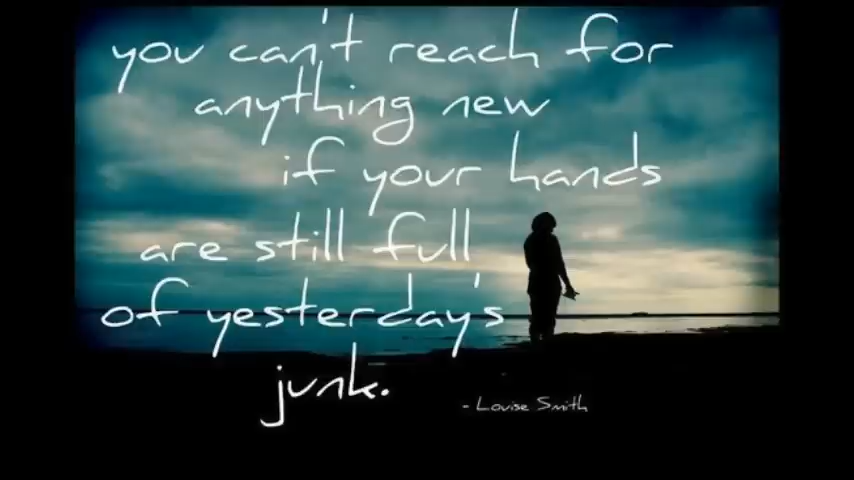 you can't reach for
anything new
if your hands
are still full
of yesterday's
junk.
- Louise Smith